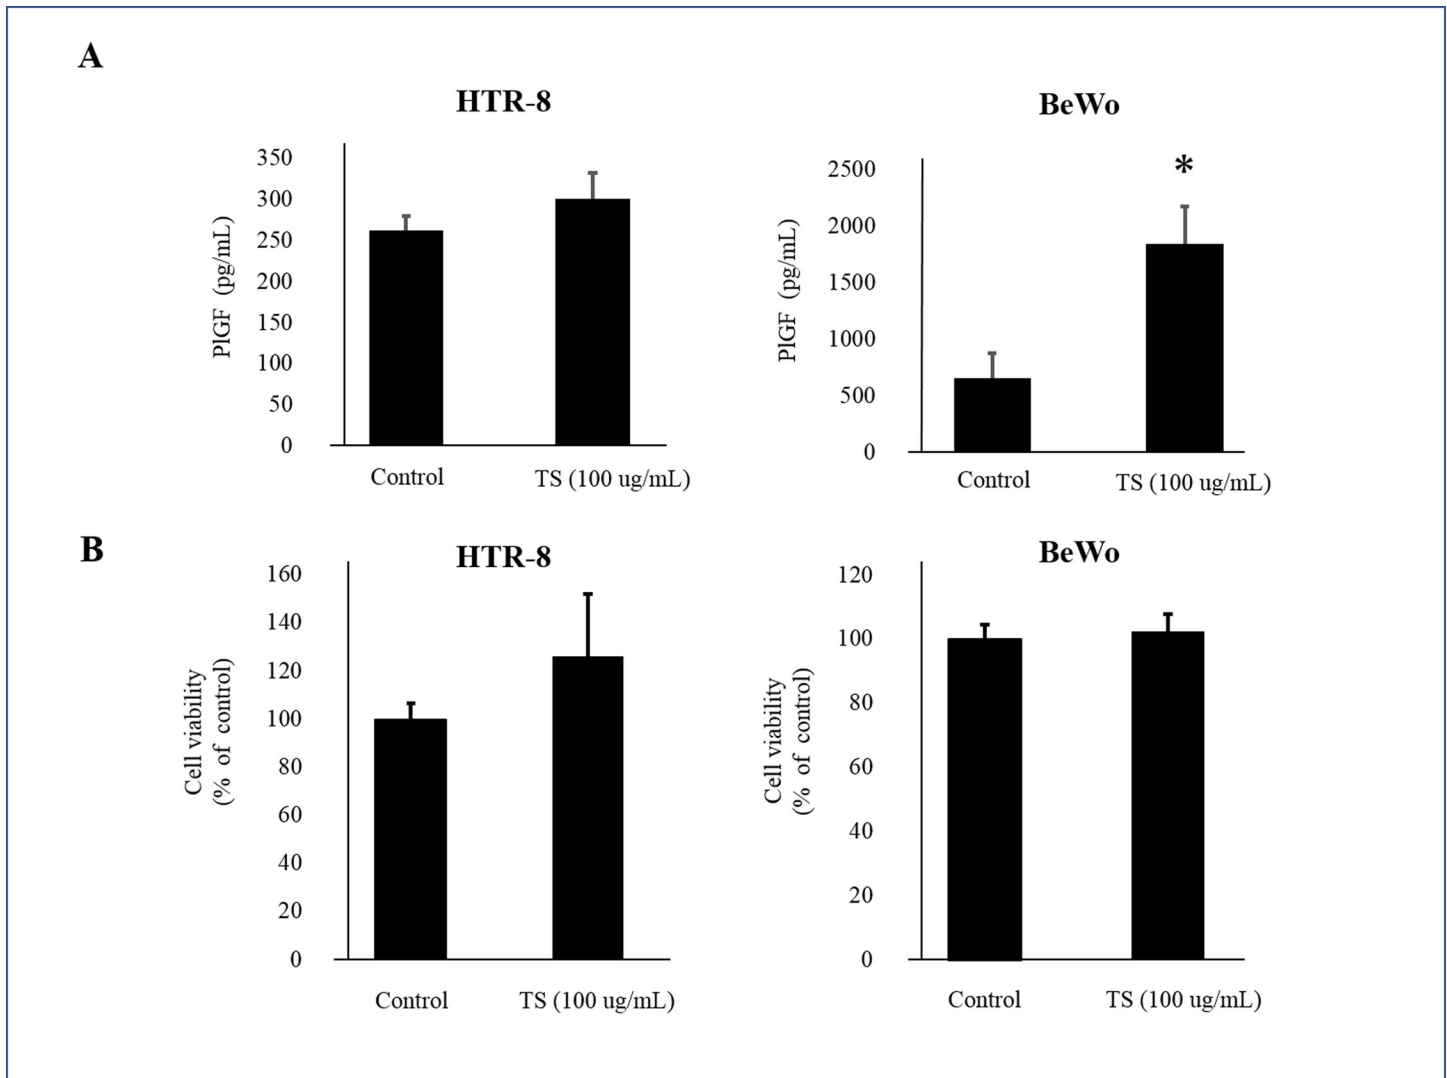 A
HTR-8
350
300
250
200
150
100
50
0
PlGF (pg/mL)
Control
TS (100 ug/mL)
BeWo
*
2500
2000
1500
1000
500
0
PlGF (pg/mL)
Control
TS (100 ug/mL)
B
HTR-8
160
140
120
100
80
60
40
20
0
Cell viability
(% of control)
Control
TS (100 ug/mL)
BeWo
120
100
80
60
40
20
0
Cell viability
(% of control)
Control
TS (100 ug/mL)